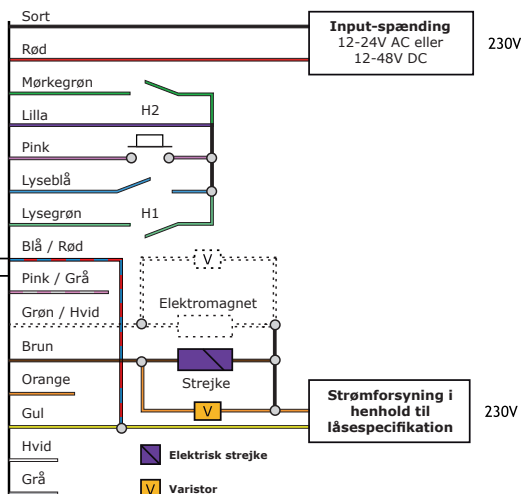 Sort
Input-spænding
12-24V AC eller
12-48V DC
230V
Rød
Mørkegrøn
H2
Lilla
Pink
Lyseblå
Lysegrøn
H1
Blå / Rød
V
Pink / Grå
Elektromagnet
Grøn / Hvid
Brun
Strejke
Orange
V
Strømforsyning i
henhold til
låsespecifikation
230V
Gul
Hvid
Elektrisk strejke
Grå
V
Varistor